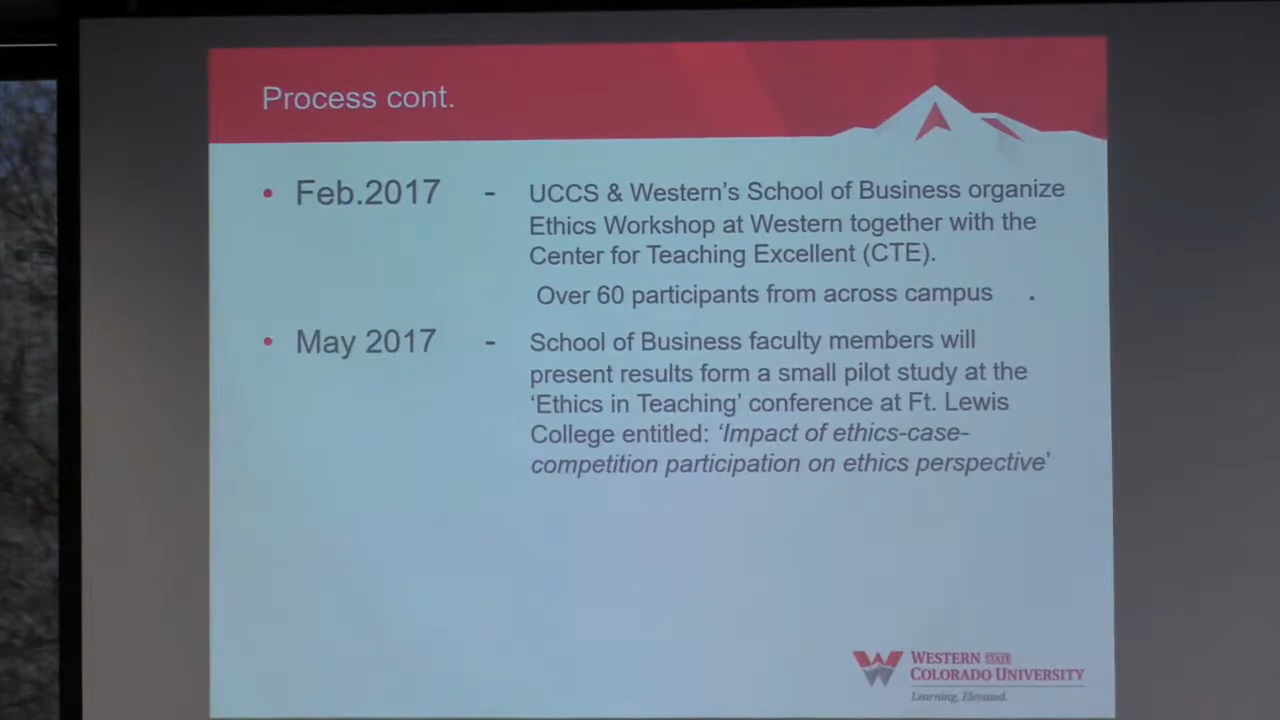 Process cont.
• Feb.2017 - UCCS & Western's School of Business organize
Ethics Workshop at Western together with the
Center for Teaching Excellent (CTE).
Over 60 participants from across campus .
• May 2017 - School of Business faculty members will
present results form a small pilot study at the
‘Ethics in Teaching’ conference at Ft. Lewis
College entitled: ‘Impact of ethics-case-
competition participation on ethics perspective’
WESTERN STATE
COLORADO UNIVERSITY
Learning, Elevated.